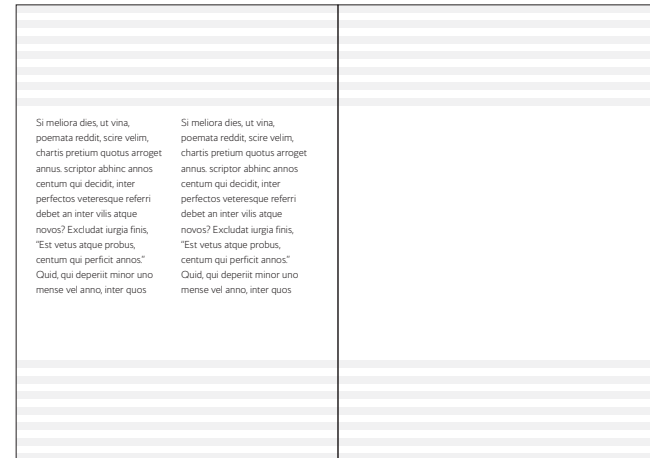 Si meliora dies, ut vina,
poemata reddit, scire velim,
chartis pretium quotus arroget
annus. scriptor abhinc annos
centum qui decidit, inter
perfectos veteresque referri
debet an inter vilis atque
novos? Excludat iurgia finis,
"Est vetus atque probus,
centum qui perficit annos."
Quid, qui deperiit minor uno
mense vel anno, inter quos
Si meliora dies, ut vina,
poemata reddit, scire velim,
chartis pretium quotus arroget
annus. scriptor abhinc annos
centum qui decidit, inter
perfectos veteresque referri
debet an inter vilis atque
novos? Excludat iurgia finis,
"Est vetus atque probus,
centum qui perficit annos."
Quid, qui deperiit minor uno
mense vel anno, inter quos